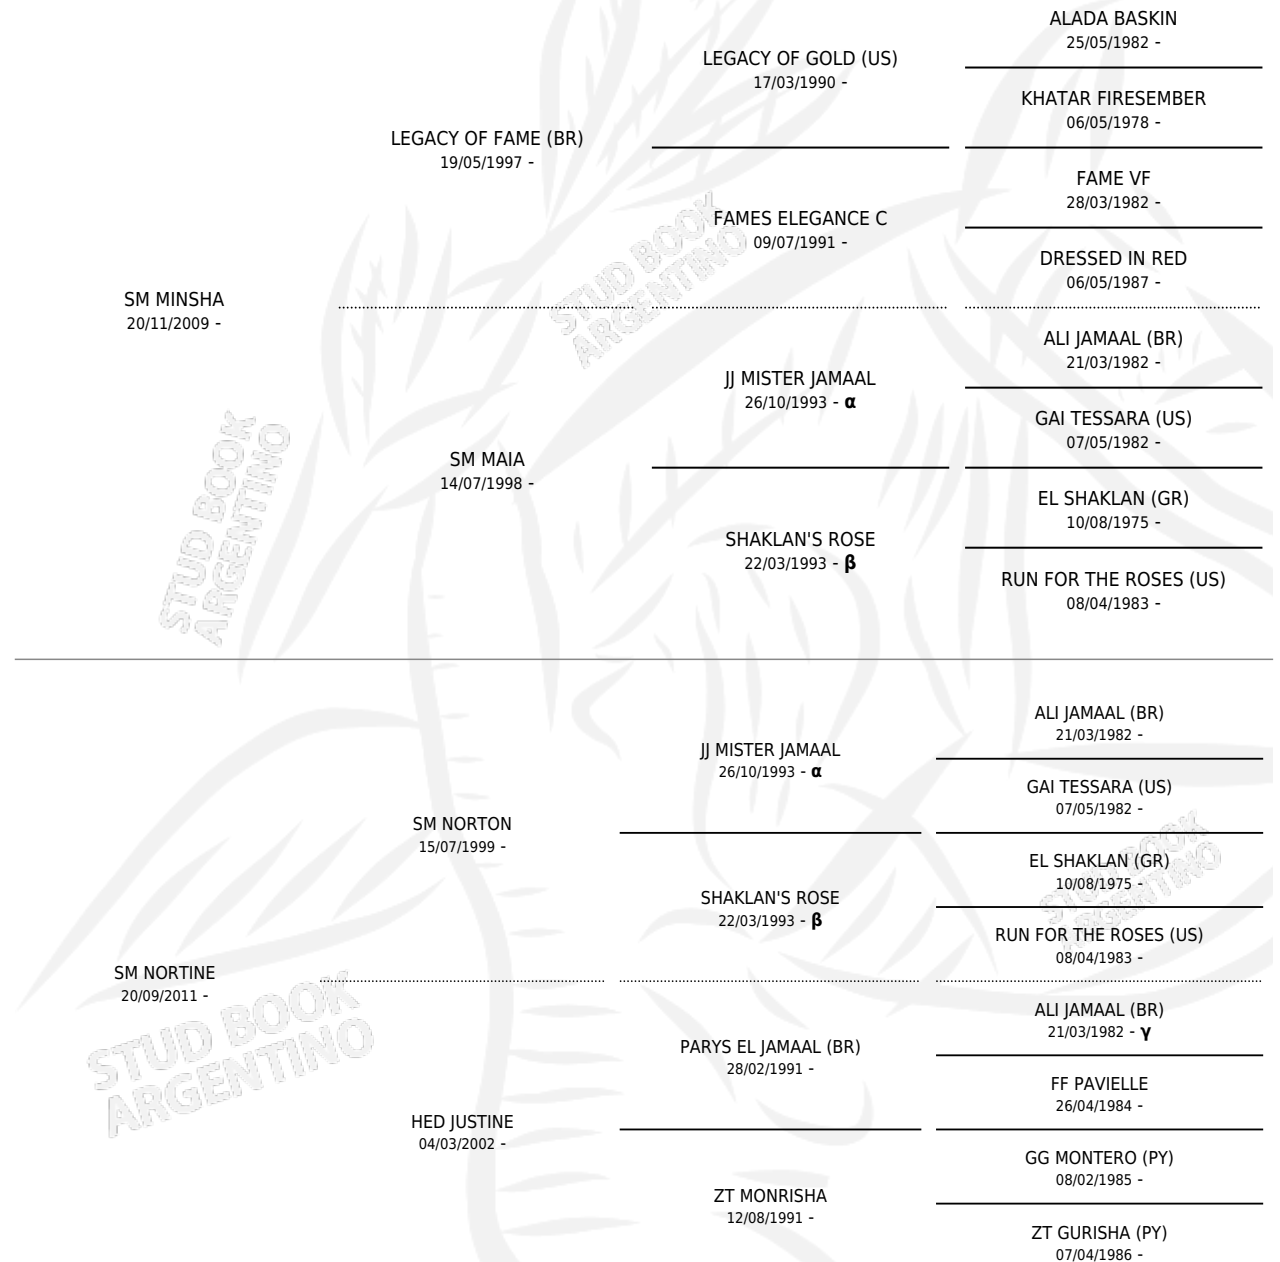 ALADA BASKIN
25/05/1982 -
LEGACY OF GOLD (US)
17/03/1990 -
KHATAR FIRESEMBER
06/05/1978 -
LEGACY OF FAME (BR)
19/05/1997 -
FAME VF
28/03/1982 -
FAMES ELEGANCE C
09/07/1991 -
DRESSED IN RED
06/05/1987 -
SM MINSHA
20/11/2009 -
STUD BOOK
ARGENTINO
ALI JAMAAL (BR)
21/03/1982 -
JJ MISTER JAMAAL
26/10/1993 - α
GAI TESSARA (US)
07/05/1982 -
SM MAIA
14/07/1998 -
EL SHAKLAN (GR)
10/08/1975 -
SHAKLAN'S ROSE
22/03/1993 - β
RUN FOR THE ROSES (US)
08/04/1983 -
STUD BOOK
ARGENTINO
ALI JAMAAL (BR)
21/03/1982 -
JJ MISTER JAMAAL
26/10/1993 - α
GAI TESSARA (US)
07/05/1982 -
SM NORTON
15/07/1999 -
EL SHAKLAN (GR)
10/08/1975 -
STUD BOOK
ARGENTINO
SHAKLAN'S ROSE
22/03/1993 - β
RUN FOR THE ROSES (US)
08/04/1983 -
SM NORTINE
20/09/2011 -
STUD BOOK
ARGENTINO
ALI JAMAAL (BR)
21/03/1982 - γ
PARYS EL JAMAAL (BR)
28/02/1991 -
FF PAVIELLE
26/04/1984 -
HED JUSTINE
04/03/2002 -
GG MONTERO (PY)
08/02/1985 -
ZT MONRISHA
12/08/1991 -
ZT GURISHA (PY)
07/04/1986 -